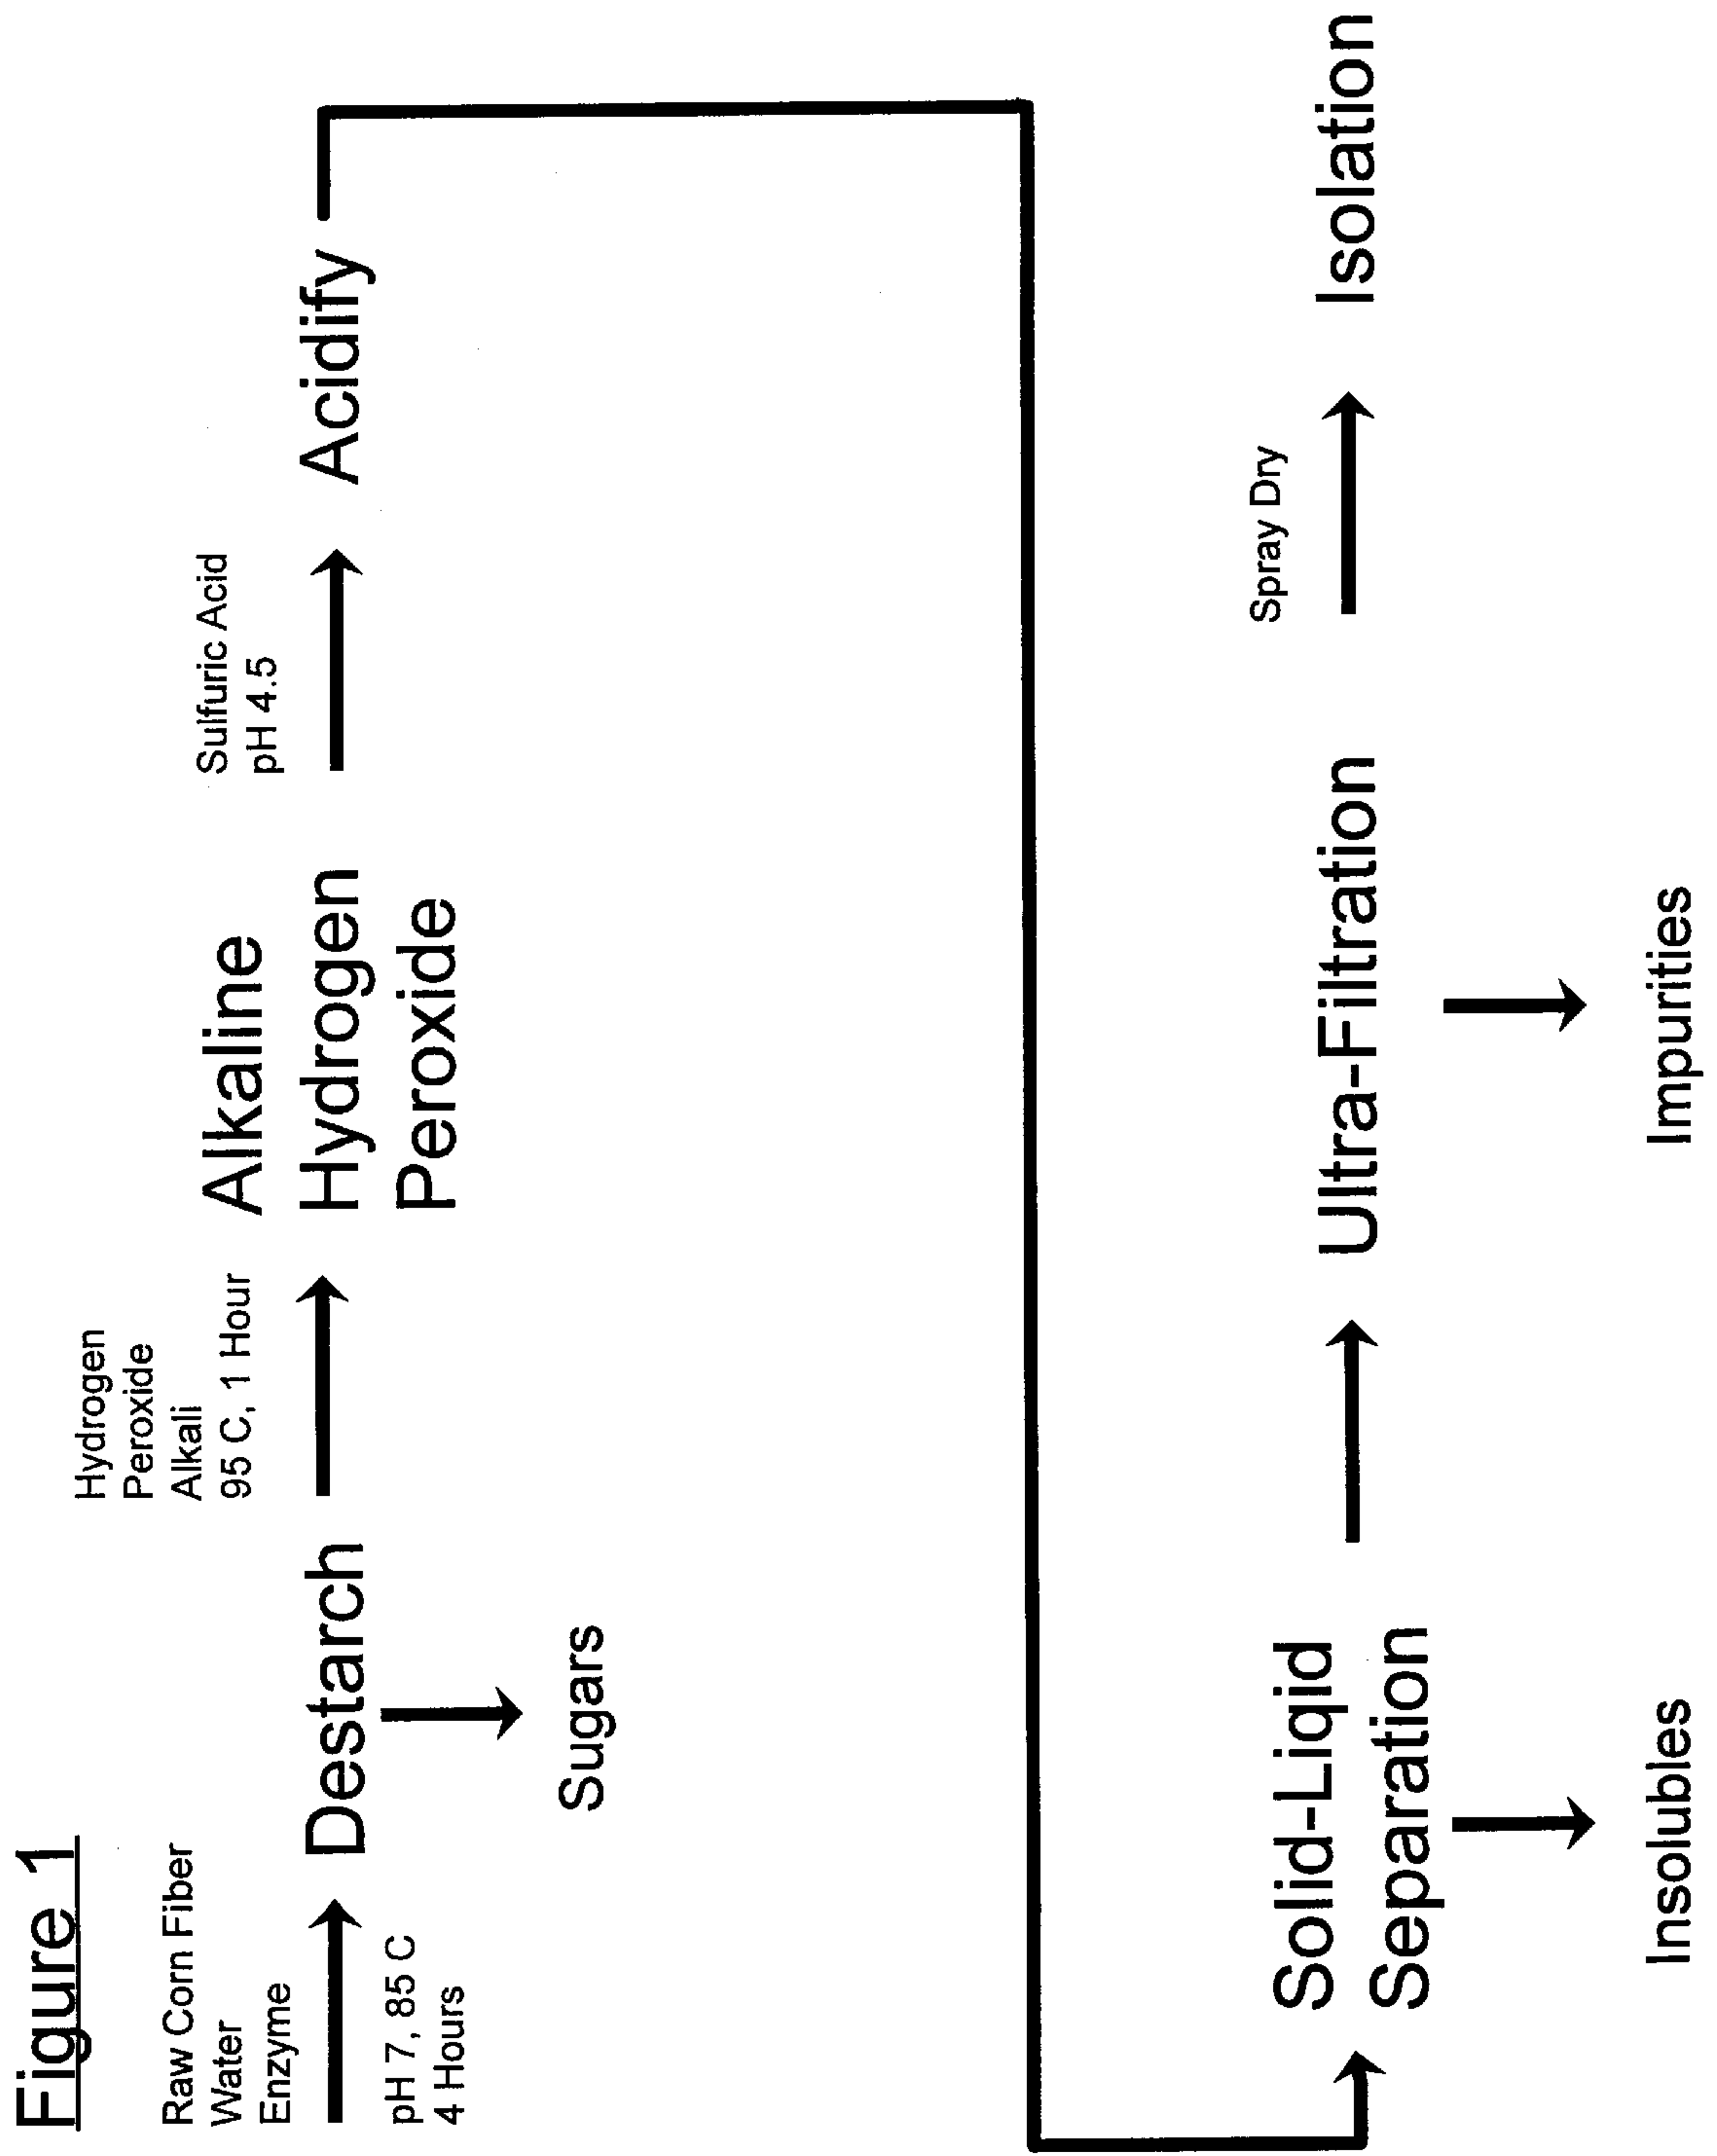 Figure 1
Raw Corn Fiber
Water
Enzyme
pH 7, 85 C
4 Hours
Destarch
Sugars
Hydrogen
Peroxide
Alkali
95 C, 1 Hour
Alkaline
Hydrogen
Peroxide
Sulfuric Acid
pH 4.5
Acidify
Solid-Liqid
Separation
Insolubles
Ultra-Filtration
Impurities
Spray Dry
Isolation